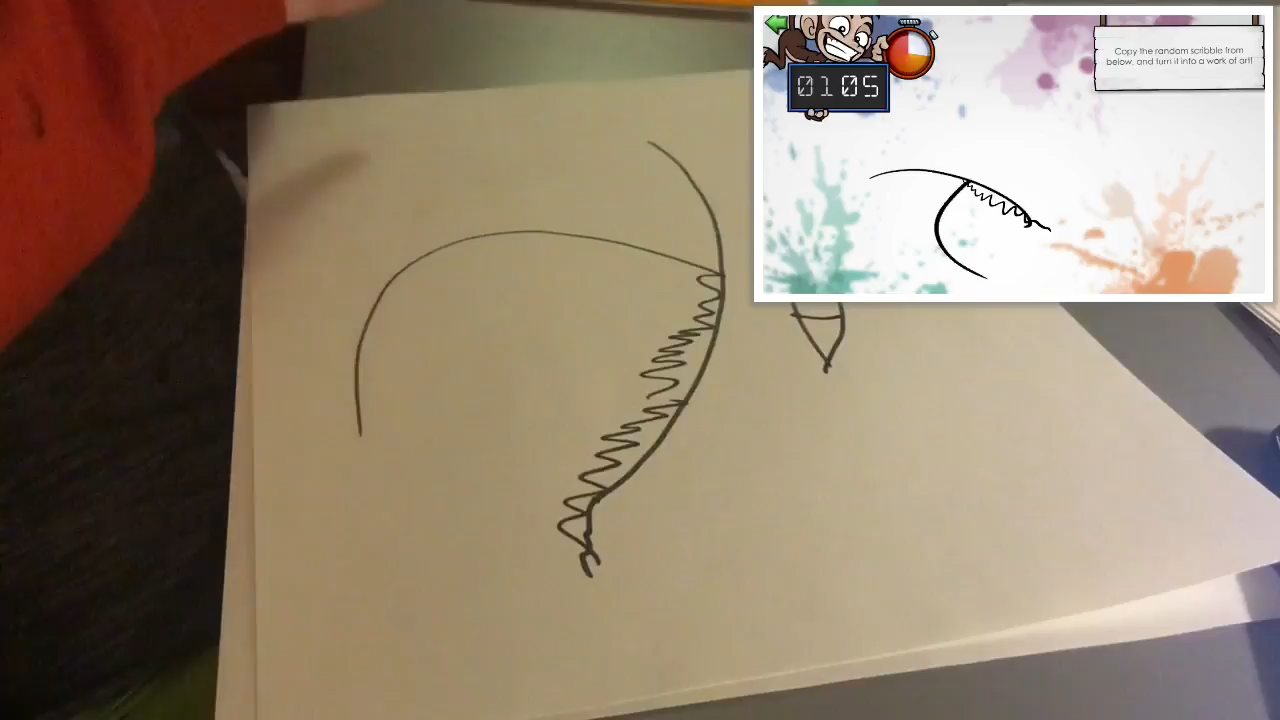 01 05
Copy the random scribble from
below, and turn it into a work of art!